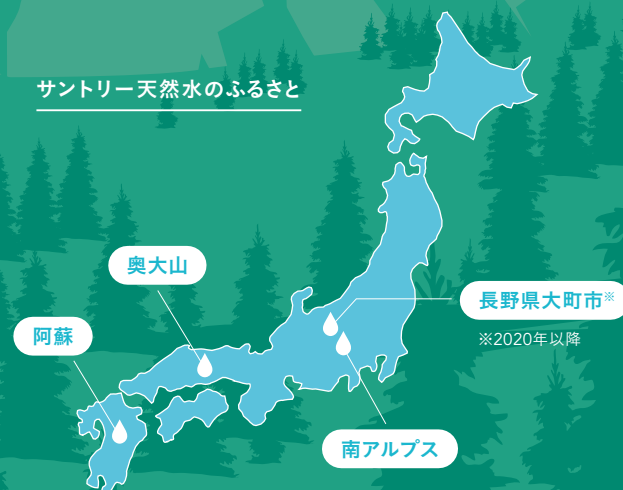 サントリー天然水のふるさと
奥大山
阿蘇
長野県大町市※
※2020年以降
南アルプス